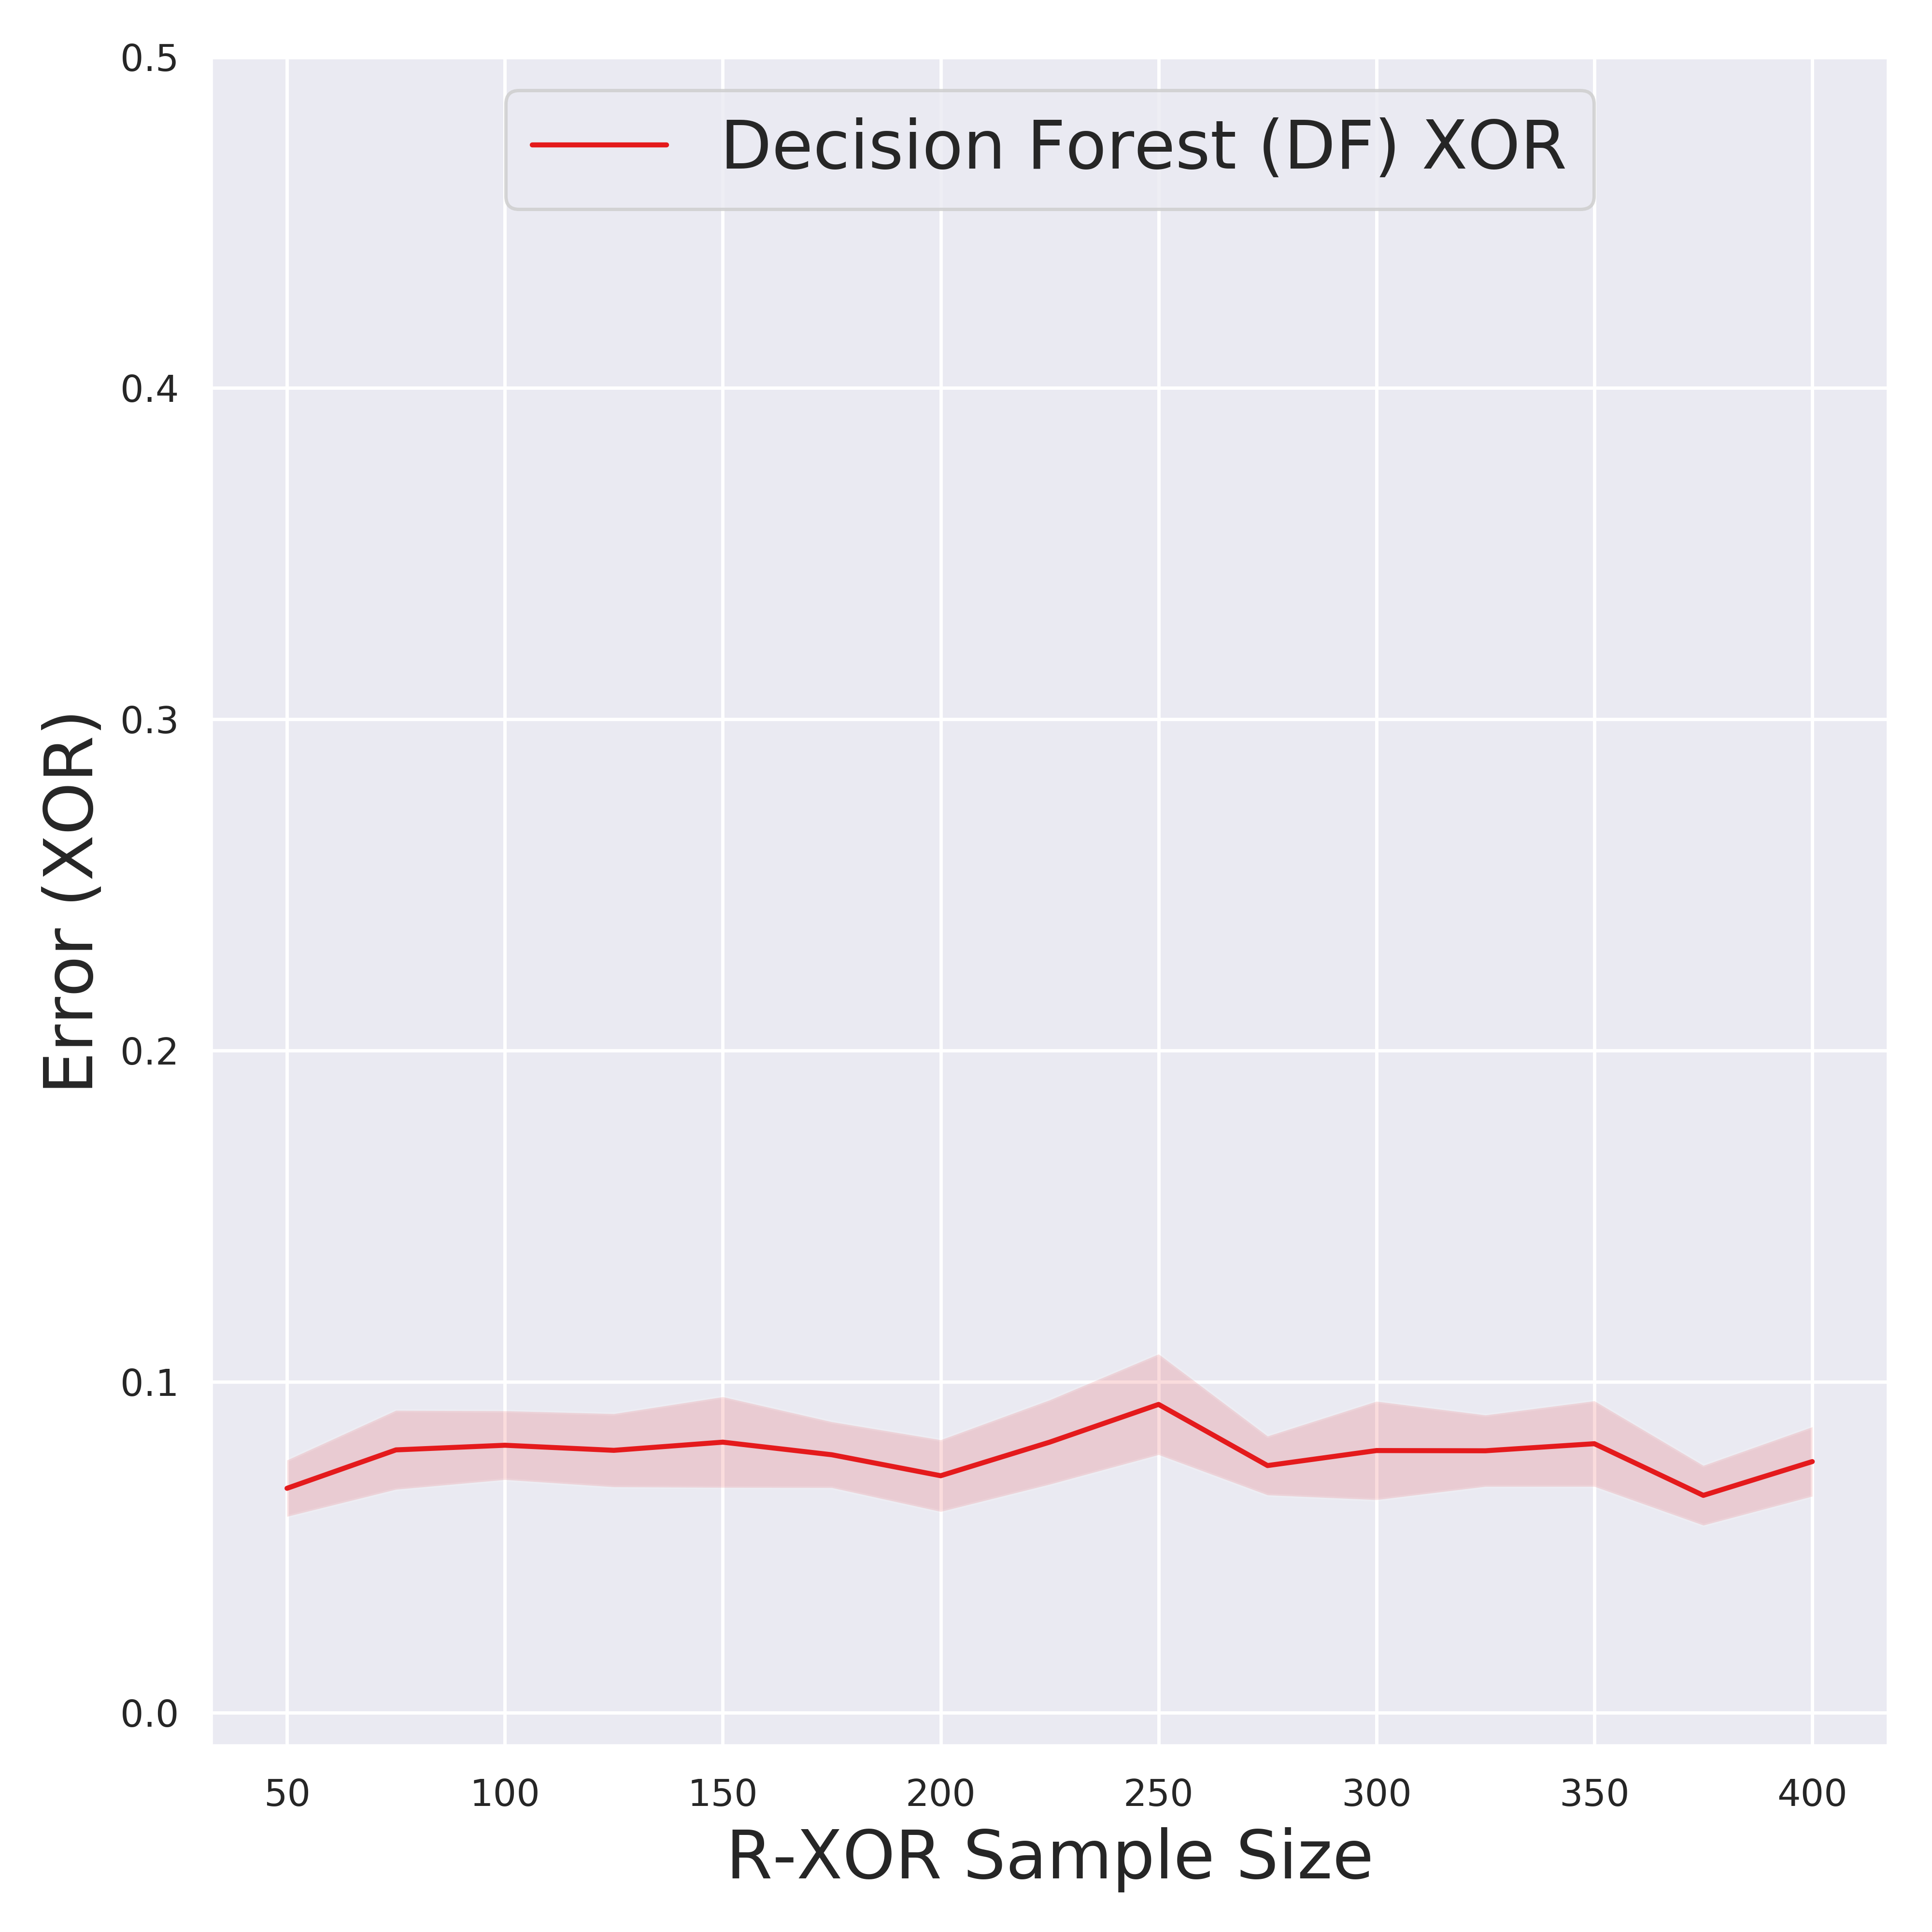 Decision Forest (DF) XOR
0.5
0.4
0.3
0.2
0.1
0.0
Error (XOR)
50 100 150 200 250 300 350 400
R-XOR Sample Size